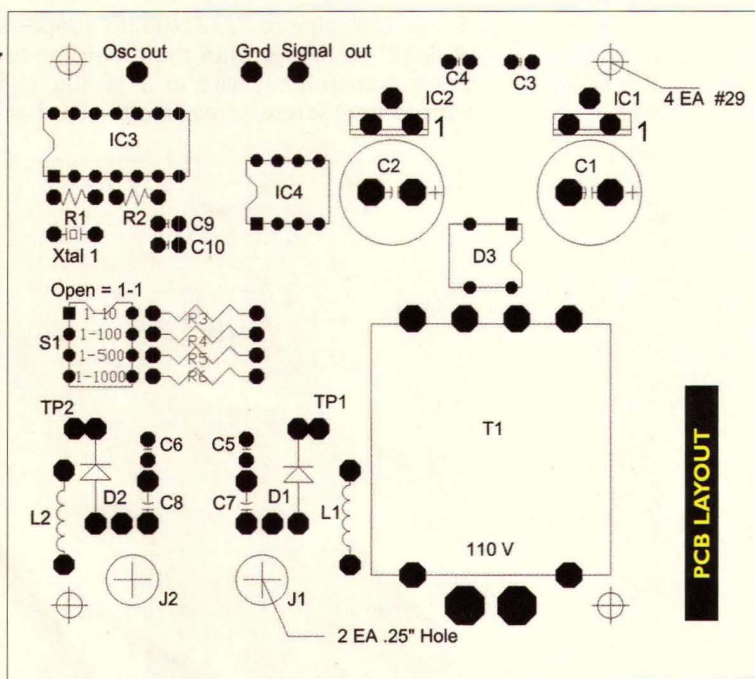 Osc out
Gnd Signal out
C4
C3
4 EA #29
IC2
IC1
1
1
IC3
C2
C1
IC4
R1
R2
C9
C10
Xtal 1
D3
Open = 1-1
S1
1-10
1-100
1-500
1-1000
R3
R4
R5
R6
TP2
TP1
T1
C6
C5
D2
C8
C7
D1
L2
L1
110 V
J2
J1
2 EA .25" Hole
PCB LAYOUT